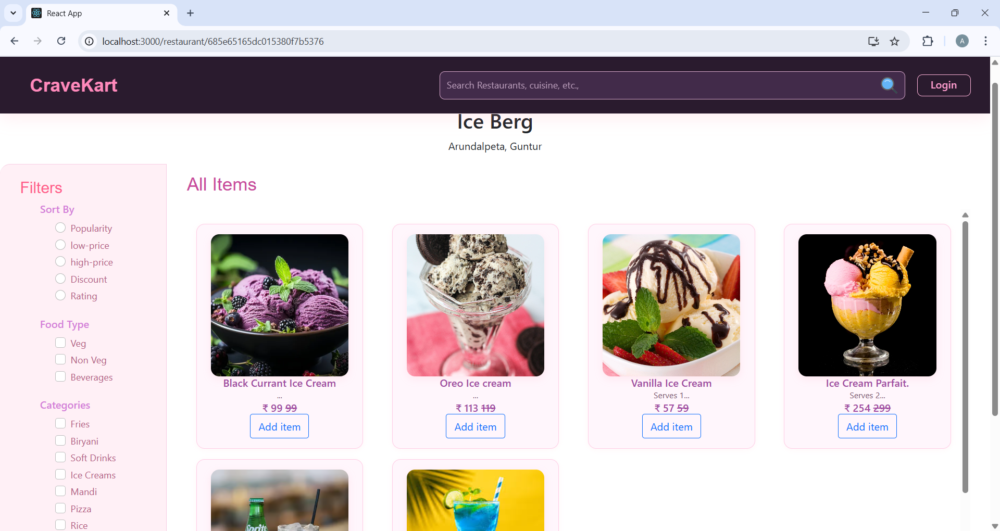 React App
localhost:3000/restaurant/685e65165dc015380f7b5376
A
CraveKart
Search Restaurants, cuisine, etc.,
Login
Ice Berg
Arundalpeta, Guntur
Filters
Sort By
Popularity
low-price
high-price
Discount
Rating
Food Type
Veg
Non Veg
Beverages
Categories
Fries
Biryani
Soft Drinks
Ice Creams
Mandi
Pizza
Rice
All Items
Black Currant Ice Cream
...
₹ 99 99
Add item
Oreo Ice cream
...
₹ 113 119
Add item
Vanilla Ice Cream
Serves 1...
₹ 57 59
Add item
Ice Cream Parfait.
Serves 2...
₹ 254 299
Add item
Sprite